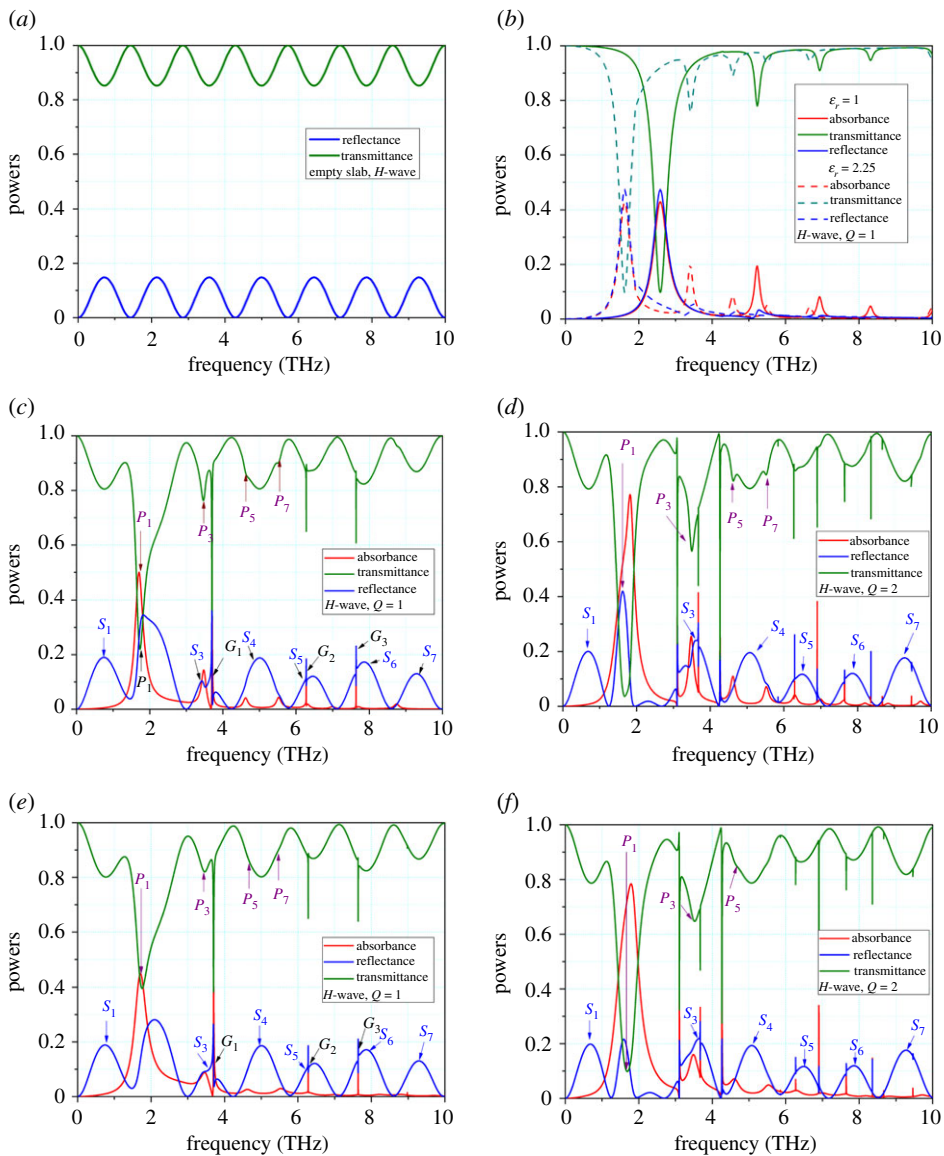 (a)
1.0
0.8
0.6
0.4
0.2
0
powers
reflectance
transmittance
empty slab, H-wave
0 2 4 6 8 10
frequency (THz)
(b)
1.0
0.8
0.6
0.4
0.2
0
powers
εr = 1
absorbance
transmittance
reflectance
εr = 2.25
absorbance
transmittance
reflectance
H-wave, Q = 1
0 2 4 6 8 10
frequency (THz)
(c)
1.0
0.8
0.6
0.4
0.2
0
powers
P1
P3
P5
P7
absorbance
transmittance
reflectance
H-wave, Q = 1
S1
P1
S3
G1
S4
S5
G2
G3
S6
S7
0 2 4 6 8 10
frequency (THz)
(d)
1.0
0.8
0.6
0.4
0.2
0
powers
P1
P3
P5
P7
absorbance
reflectance
transmittance
H-wave, Q = 2
S1
S3
S4
S5
S6
S7
0 2 4 6 8 10
frequency (THz)
(e)
1.0
0.8
0.6
0.4
0.2
0
powers
P1
P3
P5
P7
absorbance
reflectance
transmittance
H-wave, Q = 1
S1
S3
G1
S4
S5
G2
G3
S6
S7
0 2 4 6 8 10
frequency (THz)
(f)
1.0
0.8
0.6
0.4
0.2
0
powers
P1
P3
P5
absorbance
reflectance
transmittance
H-wave, Q = 2
S1
S3
S4
S5
S6
S7
0 2 4 6 8 10
frequency (THz)